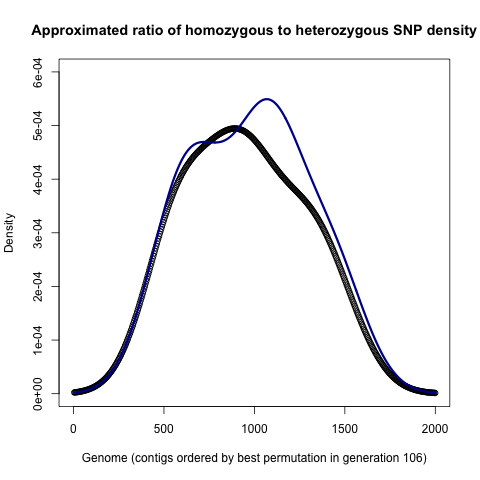 Approximated ratio of homozygous to heterozygous SNP density
6e-04
5e-04
4e-04
3e-04
2e-04
1e-04
0e+00
Density
0 500 1000 1500 2000
Genome (contigs ordered by best permutation in generation 106)